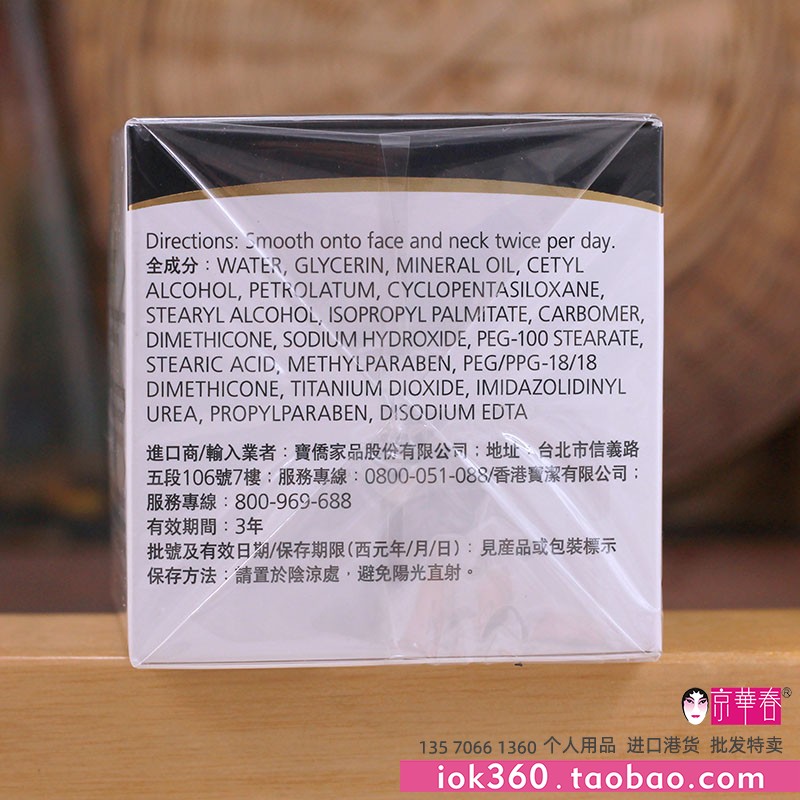 Directions: Smooth onto face and neck twice per day.
全成分：WATER, GLYCERIN, MINERAL OIL, CETYL
ALCOHOL, PETROLATUM, CYCLOPENTASILOXANE,
STEARYL ALCOHOL, ISOPROPYL PALMITATE, CARBOMER,
DIMETHICONE, SODIUM HYDROXIDE, PEG-100 STEARATE,
STEARIC ACID, METHYLPARABEN, PEG/PPG-18/18
DIMETHICONE, TITANIUM DIOXIDE, IMIDAZOLIDINYL
UREA, PROPYLPARABEN, DISODIUM EDTA
進口商/輸入業者：寶僑家品股份有限公司；地址：台北市信義路
五段106號7樓；服務專線：0800-051-088/香港寶潔有限公司；
服務專線：800-969-688
有效期間：3年
批號及有效日期/保存期限(西元年/月/日)：見產品或包裝標示
保存方法：請置於陰涼處，避免陽光直射。
京華春®
135 7066 1360 个人用品 进口港货 批发特卖
iok360.taobao.com